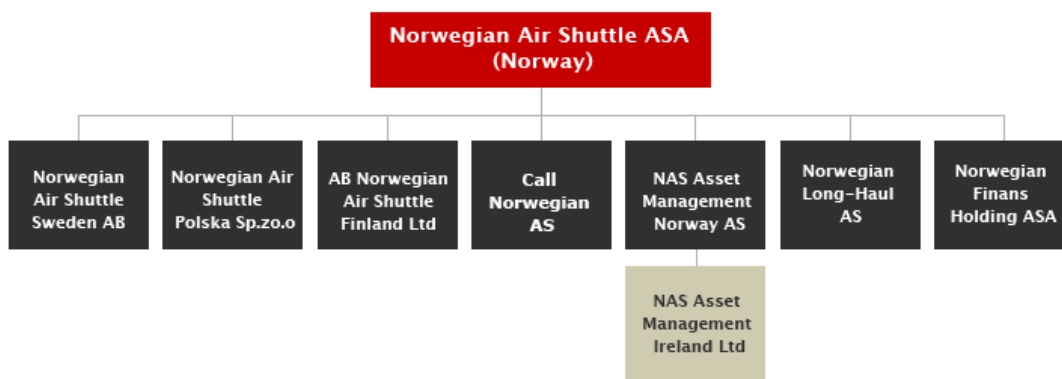 Norwegian Air Shuttle ASA
(Norway)
Norwegian
Air Shuttle
Sweden AB
Norwegian Air
Shuttle
Polska Sp.zo.o
AB Norwegian
Air Shuttle
Finland Ltd
Call
Norwegian
AS
NAS Asset
Management
Norway AS
Norwegian
Long-Haul
AS
Norwegian
Finans
Holding ASA
NAS Asset
Management
Ireland Ltd